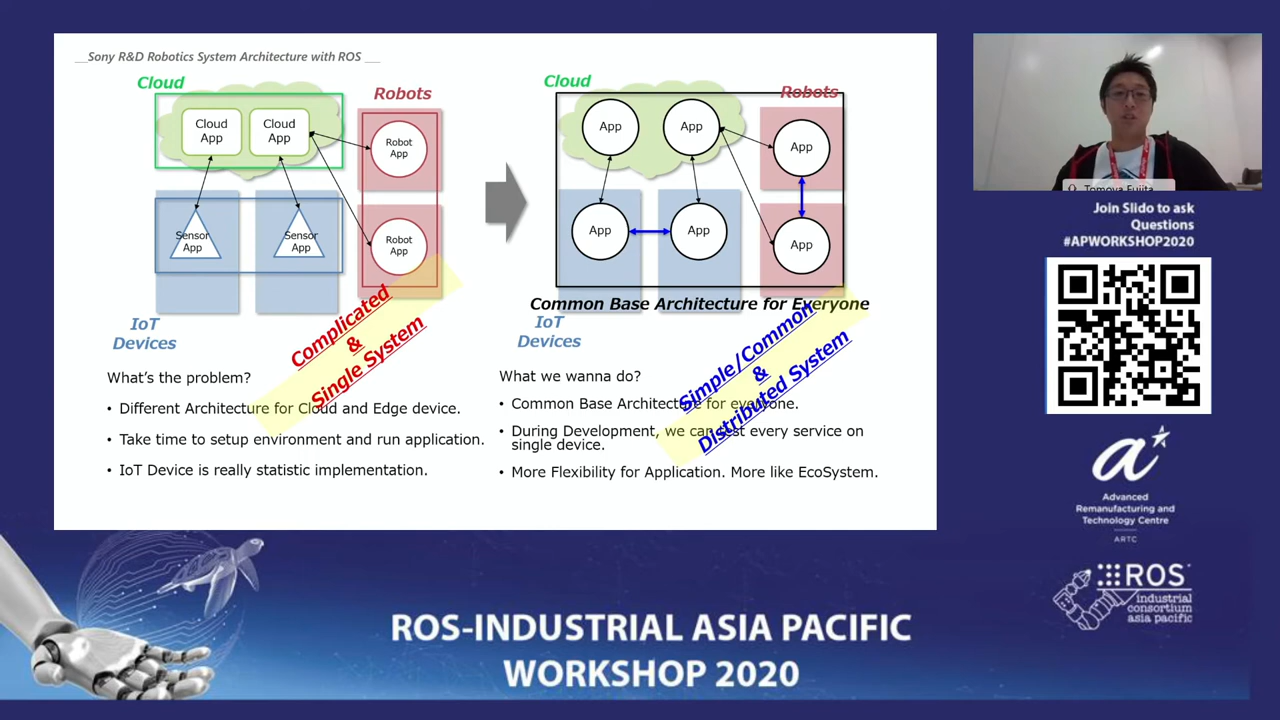 __Sony R&D Robotics System Architecture with ROS __
Cloud
Robots
Cloud
App
Cloud
App
Robot
App
Sensor
App
Sensor
App
Robot
App
IoT
Devices
Complicated
&
Single System
What's the problem?
• Different Architecture for Cloud and Edge device.
• Take time to setup environment and run application.
• IoT Device is really statistic implementation.
Cloud
Robots
App
App
App
App
App
App
Common Base Architecture for Everyone
IoT
Devices
Simple/Common
&
Distributed System
What we wanna do?
• Common Base Architecture for everyone.
• During Development, we can test every service on
single device.
• More Flexibility for Application. More like EcoSystem.
Tomoya Fujita
Join Slido to ask
Questions
#APWORKSHOP2020
Advanced
Remanufacturing and
Technology Centre
ARTC
ROS
industrial
consortium
asia pacific
ROS-INDUSTRIAL ASIA PACIFIC
WORKSHOP 2020